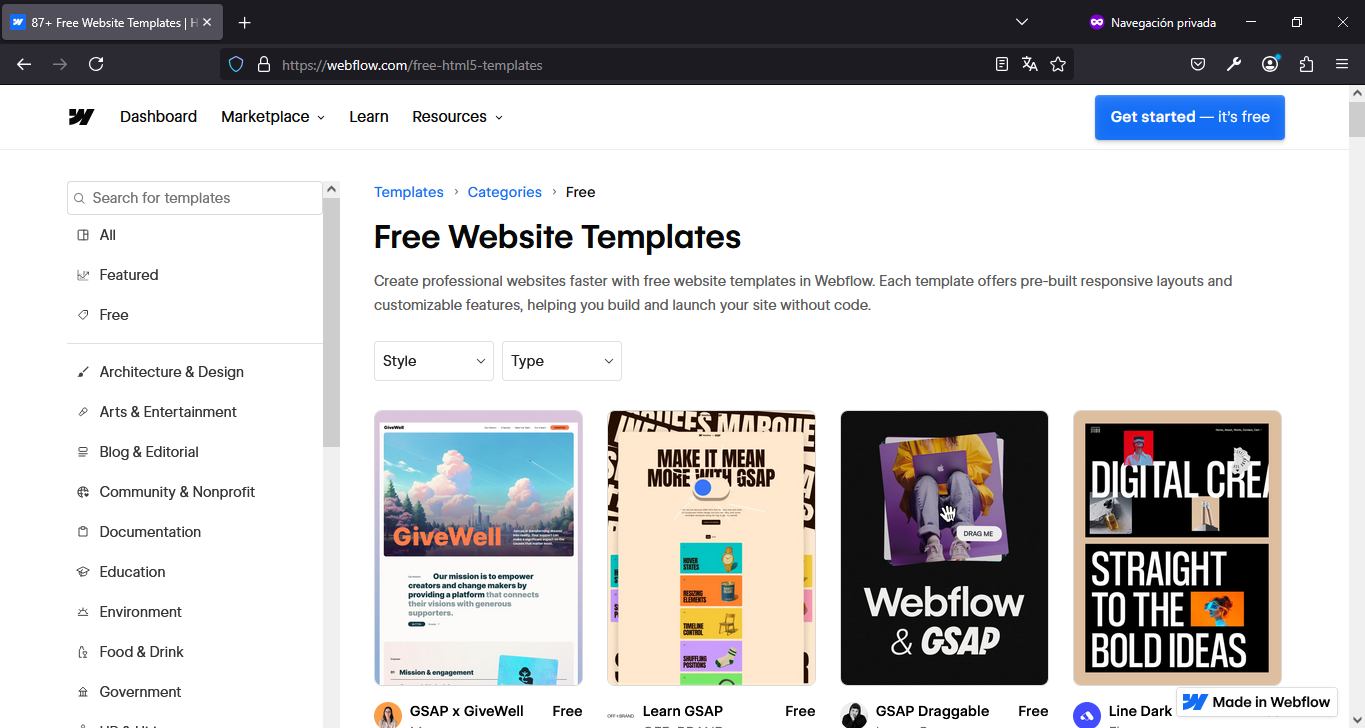 87+ Free Website Templates | H
Navegación privada
https://webflow.com/free-html5-templates
Dashboard
Marketplace
Learn
Resources
Get started — it's free
Search for templates
All
Featured
Free
Architecture & Design
Arts & Entertainment
Blog & Editorial
Community & Nonprofit
Documentation
Education
Environment
Food & Drink
Government
Templates › Categories › Free
Free Website Templates
Create professional websites faster with free website templates in Webflow. Each template offers pre-built responsive layouts and
customizable features, helping you build and launch your site without code.
Style
Type
GiveWell
GiveWell
Our mission is to empower
creators and change makers by
providing a platform that connects
their visions with generous
supporters.
Mission & engagement
GSAP x GiveWell
Free
MAKE IT MEAN
MORE WITH GSAP
HOVER
STATES
RESIZING
ELEMENTS
TIMELINE
CONTROL
SHUFFLING
POSITIONS
Learn GSAP
Free
DRAG ME
Webflow
& GSAP
GSAP Draggable
Free
DIGITAL CREA
STRAIGHT
TO THE
BOLD IDEAS
Line Dark
Made in Webflow